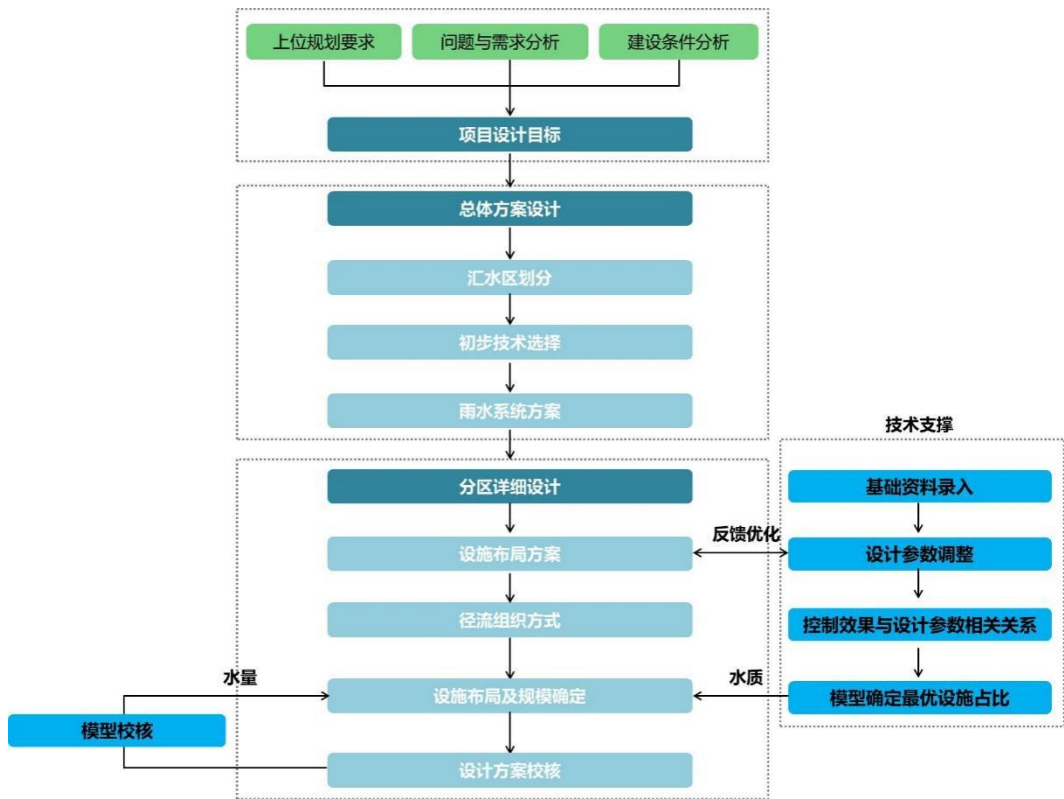 上位规划要求
问题与需求分析
建设条件分析
项目设计目标
总体方案设计
汇水区划分
初步技术选择
雨水系统方案
技术支撑
分区详细设计
基础资料录入
反馈优化
设施布局方案
设计参数调整
径流组织方式
控制效果与设计参数相关关系
水量
水质
设施布局及规模确定
模型确定最优设施占比
模型校核
设计方案校核